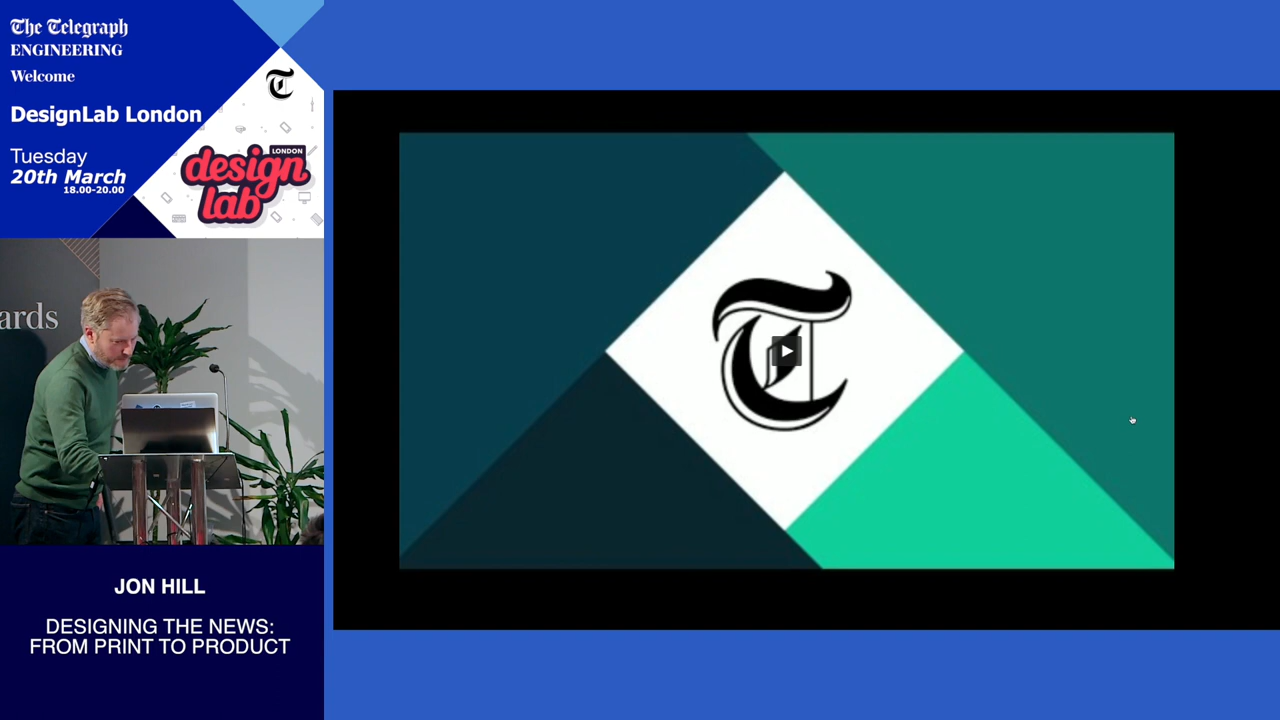 The Telegraph
ENGINEERING
Welcome
DesignLab London
Tuesday
20th March
18.00-20.00
T
LONDON
design
lab
ards
JON HILL
DESIGNING THE NEWS:
FROM PRINT TO PRODUCT
T